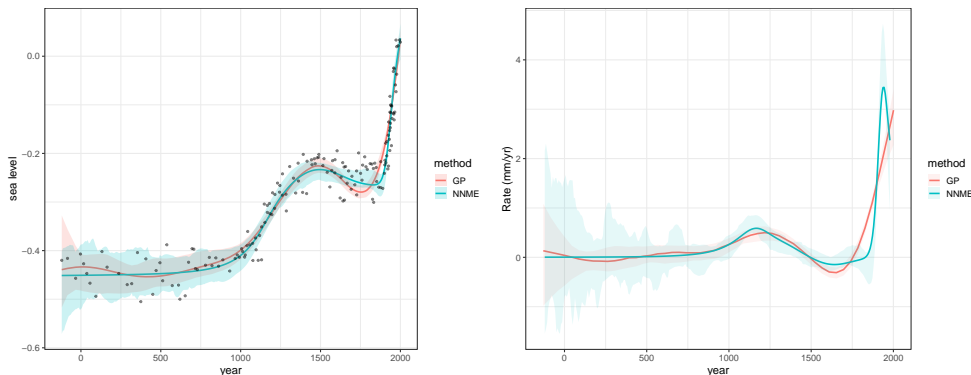 0.0
−0.2
−0.4
−0.6
sea level
0
500
1000
1500
2000
year
method
GP
NNME
4
2
0
Rate (mm/yr)
0
500
1000
1500
2000
year
method
GP
NNME